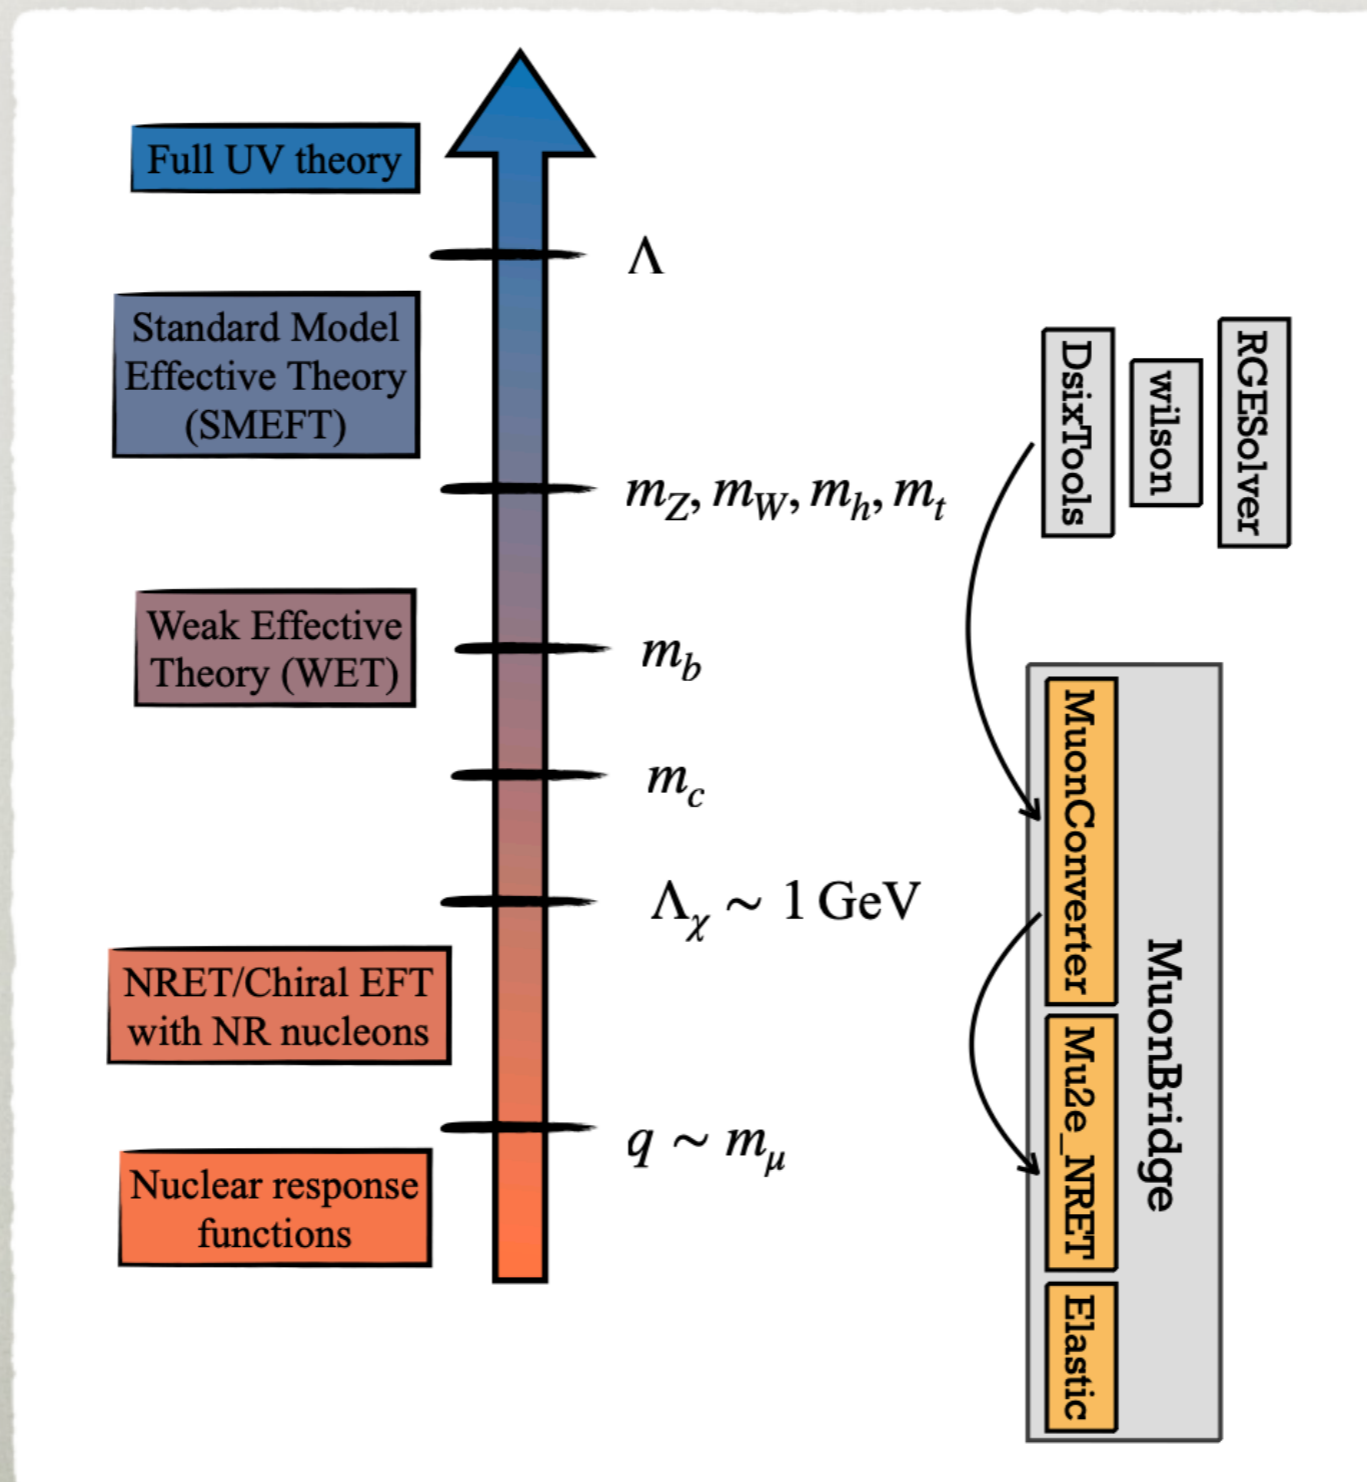 Full UV theory
Λ
Standard Model
Effective Theory
(SMEFT)
m_Z, m_W, m_h, m_t
Weak Effective
Theory (WET)
m_b
m_c
Λ_χ ∼ 1 GeV
NRET/Chiral EFT
with NR nucleons
q ∼ m_μ
Nuclear response
functions
DsixTools
wilson
RGESolver
MuonConverter
Mu2e_NRET
Elastic
MuonBridge